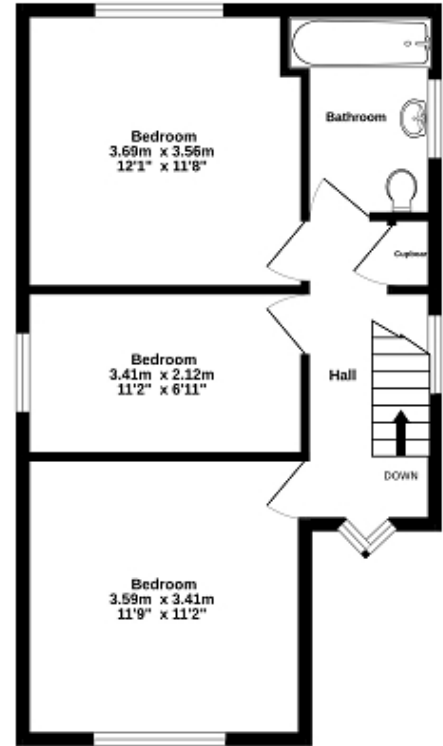 Bedroom
3.69m x 3.56m
12'1" x 11'8"
Bathroom
Bedroom
3.41m x 2.12m
11'2" x 6'11"
Hall
DOWN
Bedroom
3.59m x 3.41m
11'9" x 11'2"